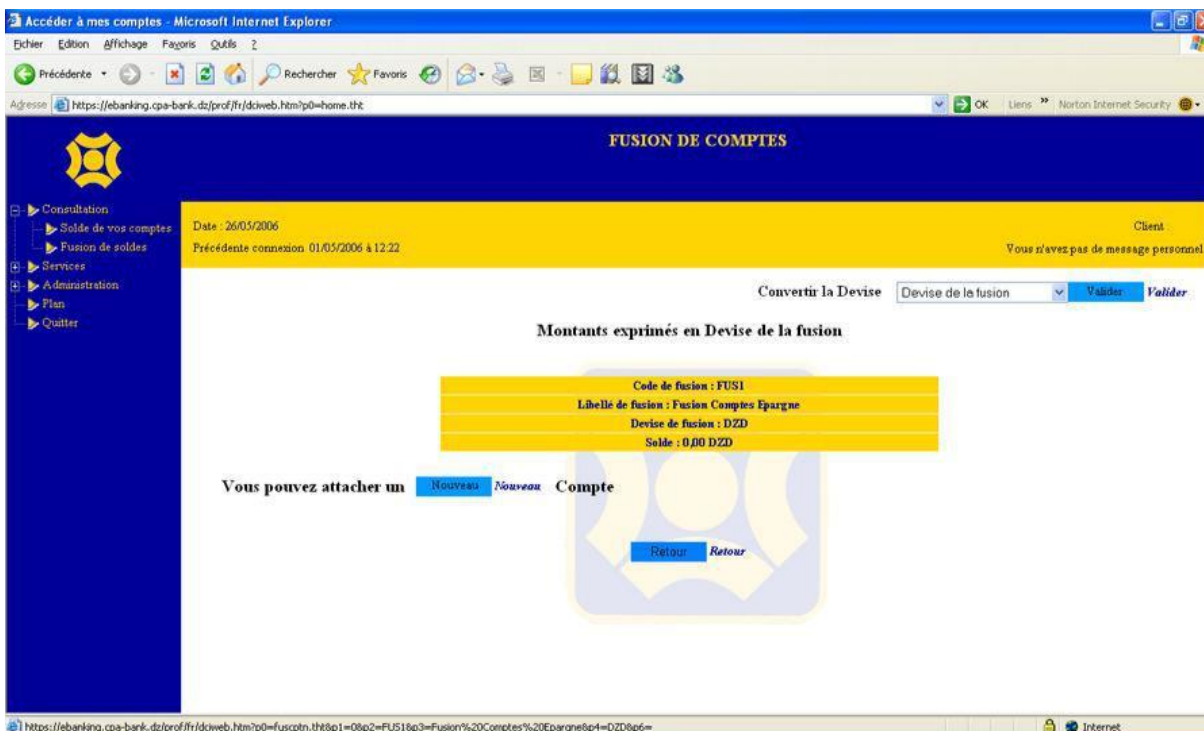 Accéder à mes comptes - Microsoft Internet Explorer
Fichier Edition Affichage Favoris Outils ?
Précédente Rechercher Favoris
Adresse https://ebanking.cpa-bank.dz/prof/fr/dciweb.htm?p0=home.tht OK Liens » Norton Internet Security
FUSION DE COMPTES
Consultation
Solde de vos comptes
Fusion de soldes
Services
Administration
Plan
Quitter
Date : 26/05/2006 Client
Précédente connexion 01/05/2006 à 12:22 Vous n'avez pas de message personnel
Convertir la Devise Devise de la fusion Valider Valider
Montants exprimés en Devise de la fusion
Code de fusion : FUS1
Libellé de fusion : Fusion Comptes Epargne
Devise de fusion : DZD
Solde : 0,00 DZD
Vous pouvez attacher un Nouveau Nouveau Compte
Retour Retour
https://ebanking.cpa-bank.dz/prof/fr/dciweb.htm?p0=fuscptn.tht&p1=0&p2=FUS1&p3=Fusion%20Comptes%20Epargne&p4=DZD&p6= Internet